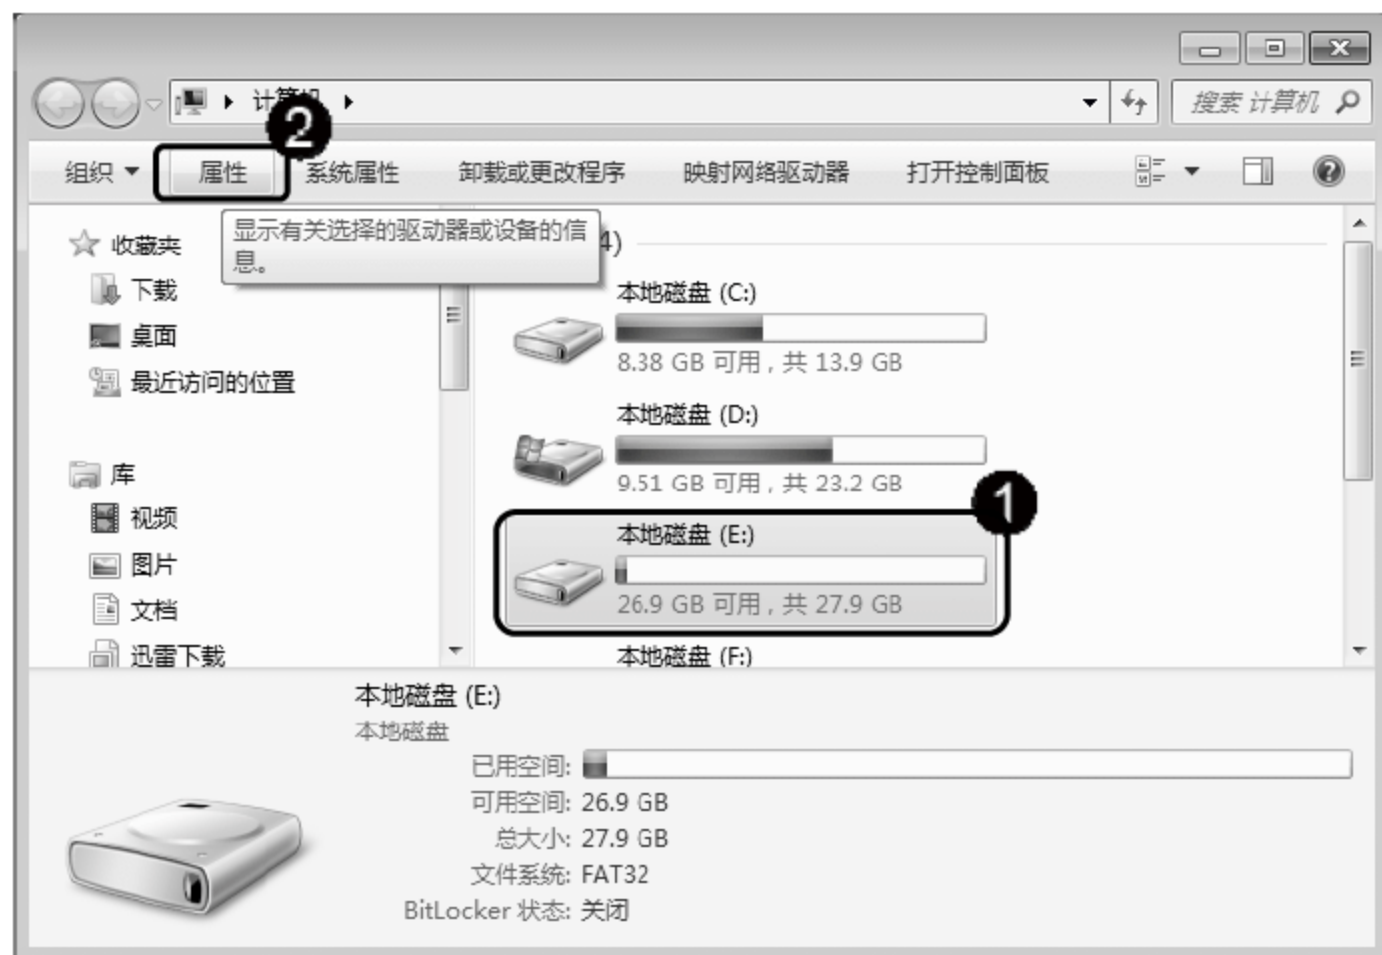 计算机
搜索 计算机
2
组织 属性 系统属性 卸载或更改程序 映射网络驱动器 打开控制面板
显示有关选择的驱动器或设备的信
息。
4)
收藏夹
下载
桌面
最近访问的位置
库
视频
图片
文档
迅雷下载
本地磁盘 (C:)
8.38 GB 可用，共 13.9 GB
本地磁盘 (D:)
9.51 GB 可用，共 23.2 GB
1
本地磁盘 (E:)
26.9 GB 可用，共 27.9 GB
本地磁盘 (F:)
本地磁盘 (E:)
本地磁盘
已用空间:
可用空间: 26.9 GB
总大小: 27.9 GB
文件系统: FAT32
BitLocker 状态: 关闭